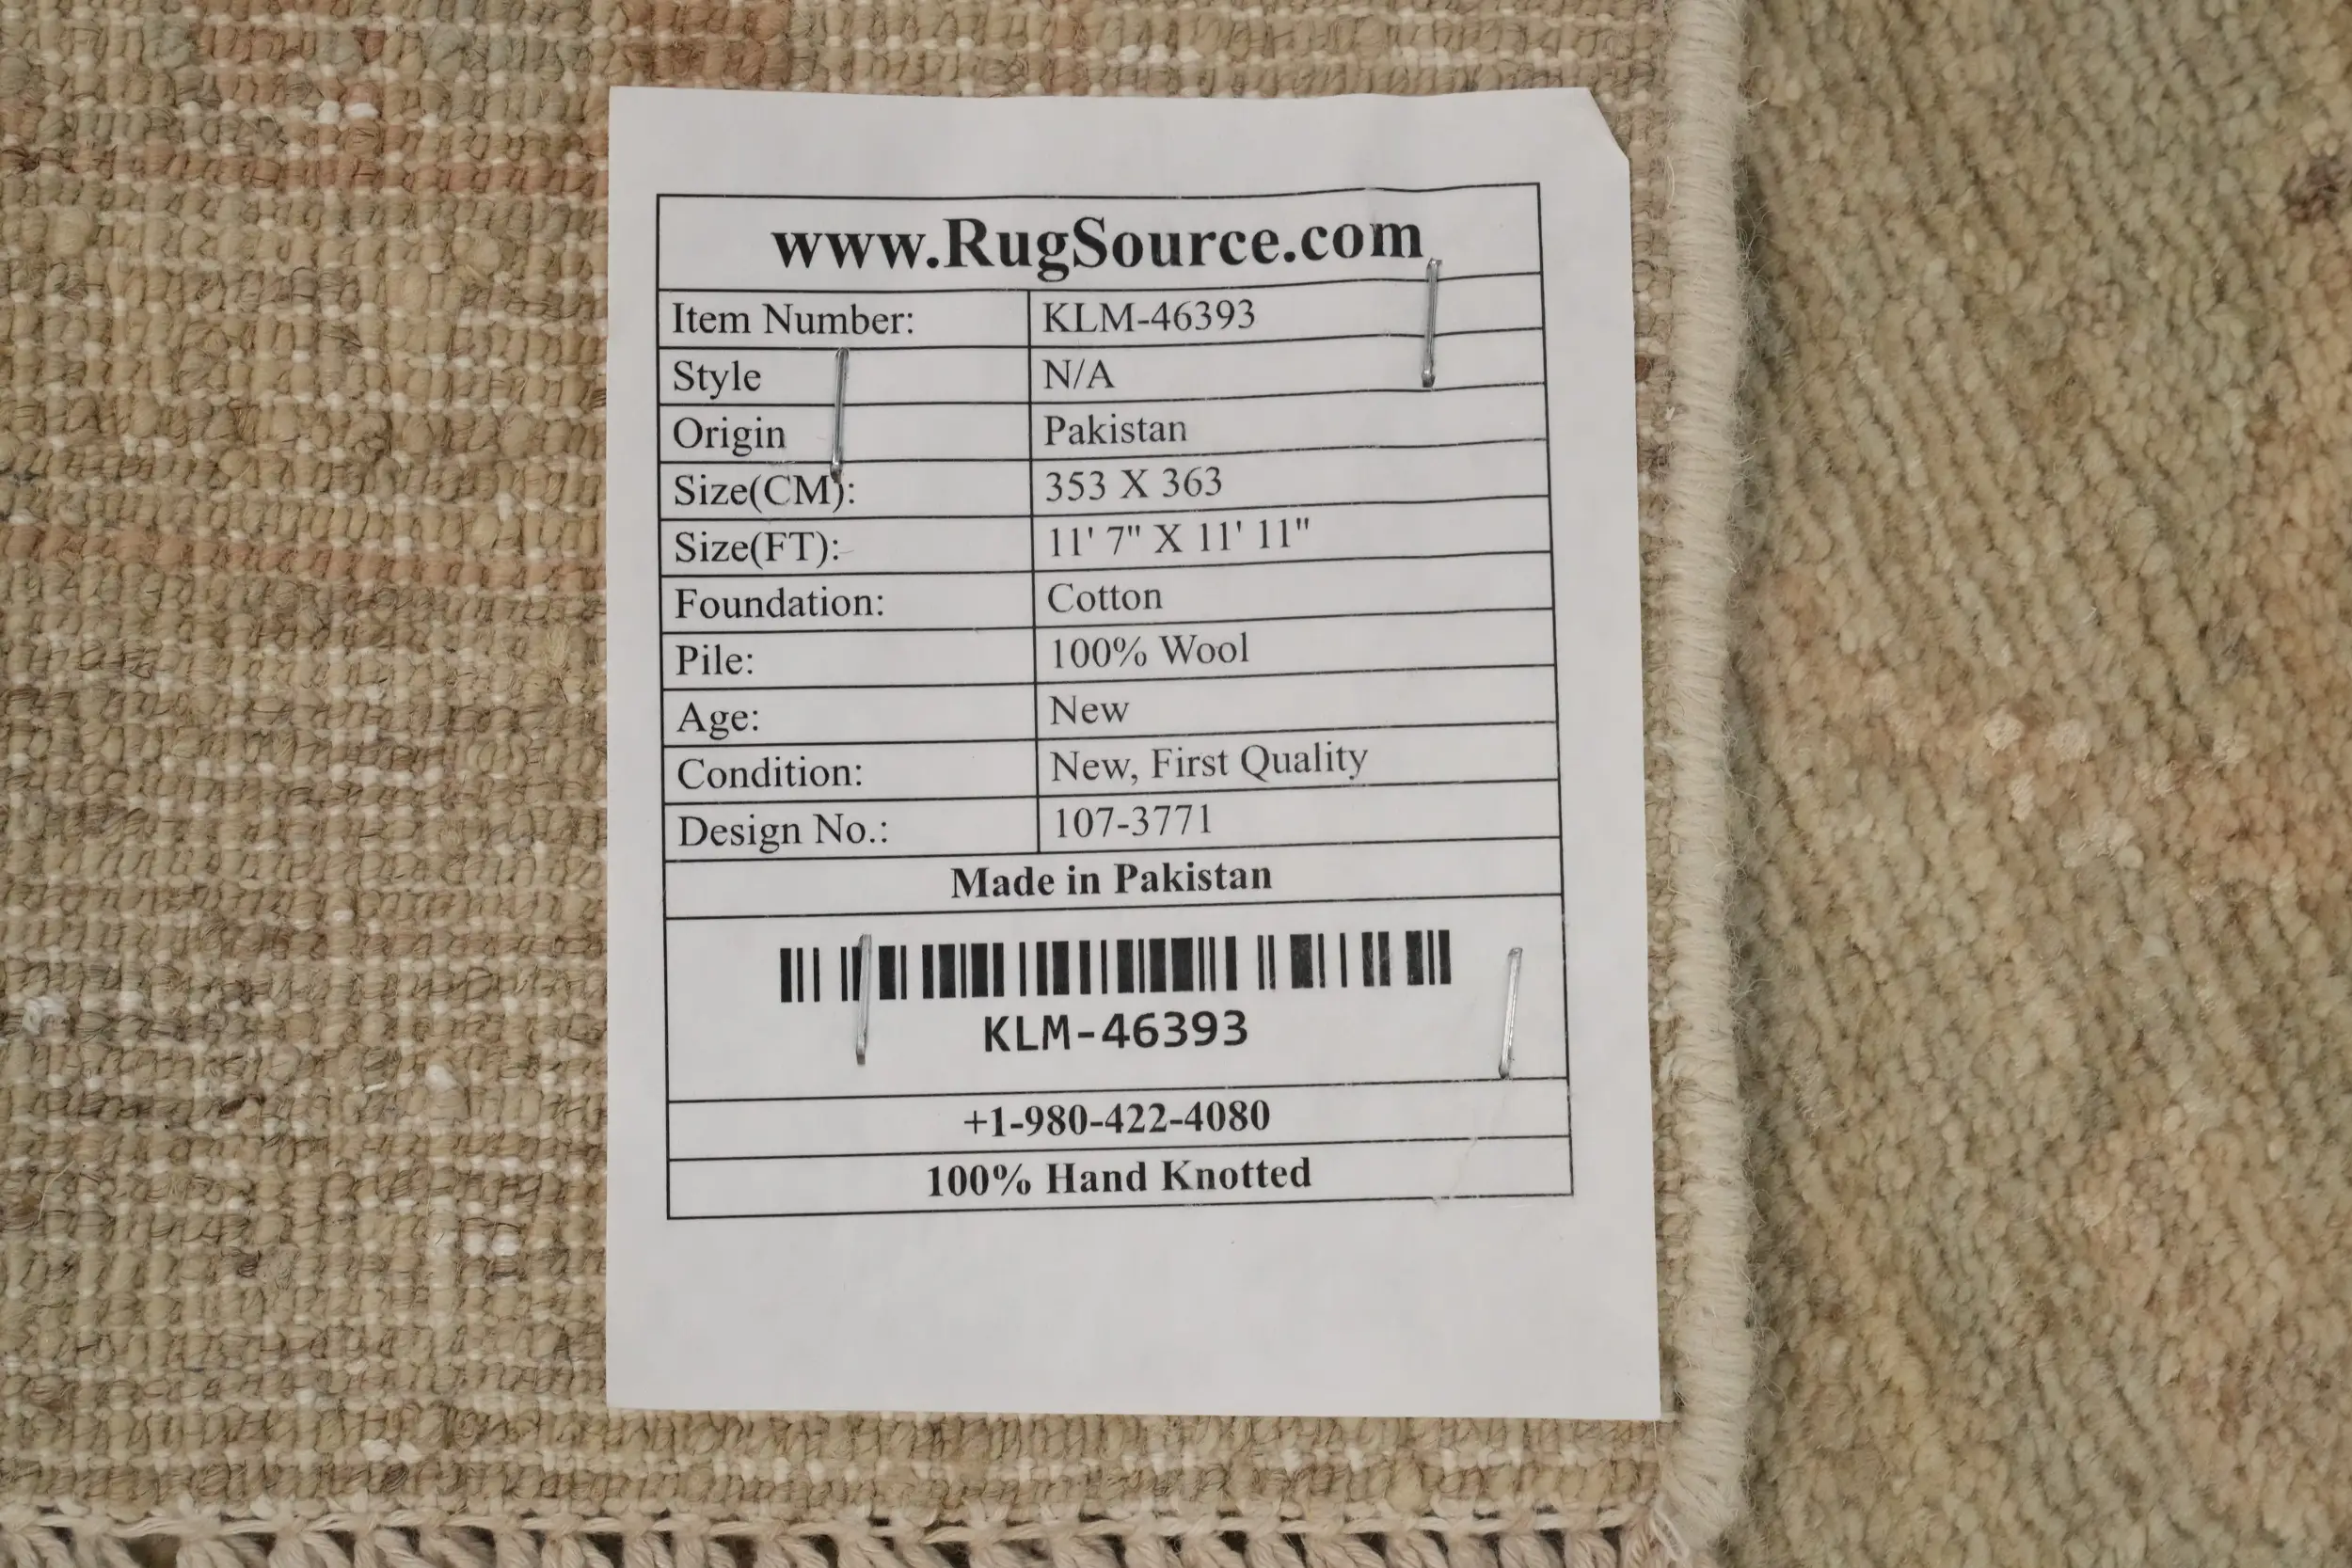 www.RugSource.com
Item Number: KLM-46393
Style N/A
Origin Pakistan
Size(CM): 353 X 363
Size(FT): 11' 7" X 11' 11"
Foundation: Cotton
Pile: 100% Wool
Age: New
Condition: New, First Quality
Design No.: 107-3771
Made in Pakistan
KLM-46393
+1-980-422-4080
100% Hand Knotted